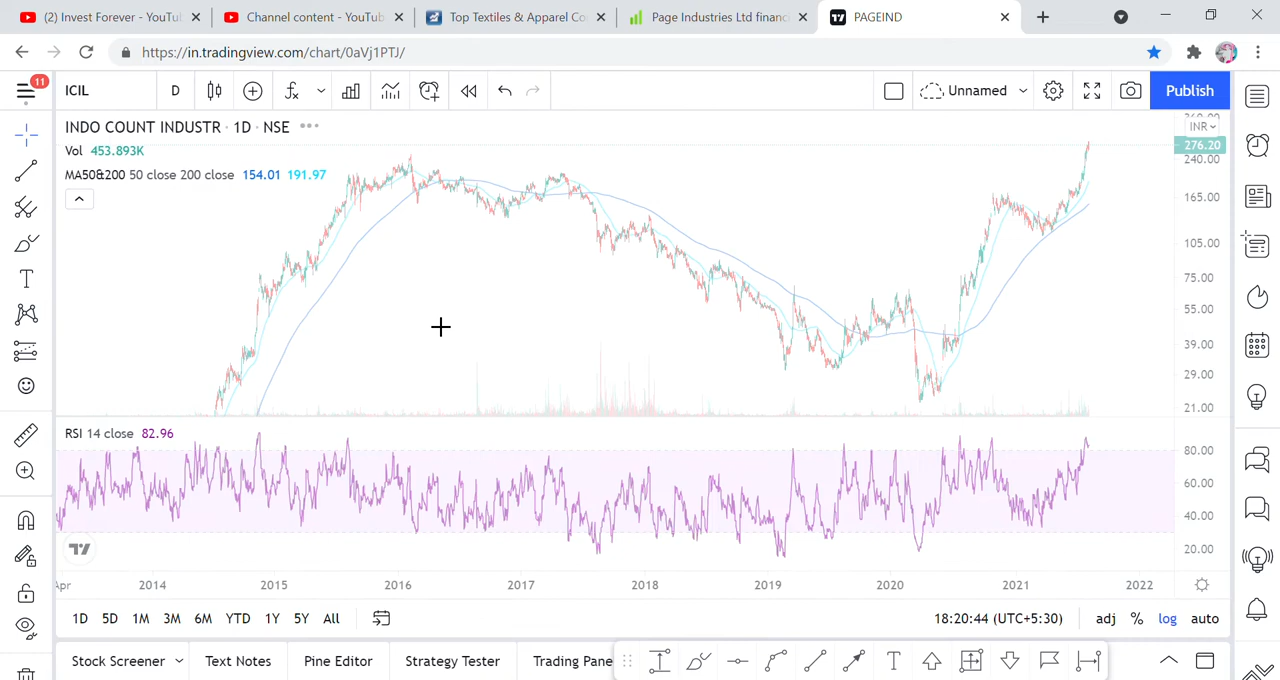 (2) Invest Forever - YouTu
Channel content - YouTub
Top Textiles & Apparel Co
Page Industries Ltd financ
PAGEIND
https://in.tradingview.com/chart/0aVj1PTJ/
11
ICIL
D
Unnamed
Publish
INDO COUNT INDUSTR · 1D · NSE
INR
Vol 453.893K
276.20
240.00
MA50&200 50 close 200 close 154.01 191.97
165.00
105.00
75.00
55.00
39.00
29.00
21.00
RSI 14 close 82.96
80.00
60.00
40.00
20.00
Apr 2014 2015 2016 2017 2018 2019 2020 2021 2022
1D 5D 1M 3M 6M YTD 1Y 5Y All
18:20:44 (UTC+5:30)
adj % log auto
Stock Screener
Text Notes
Pine Editor
Strategy Tester
Trading Pane
T